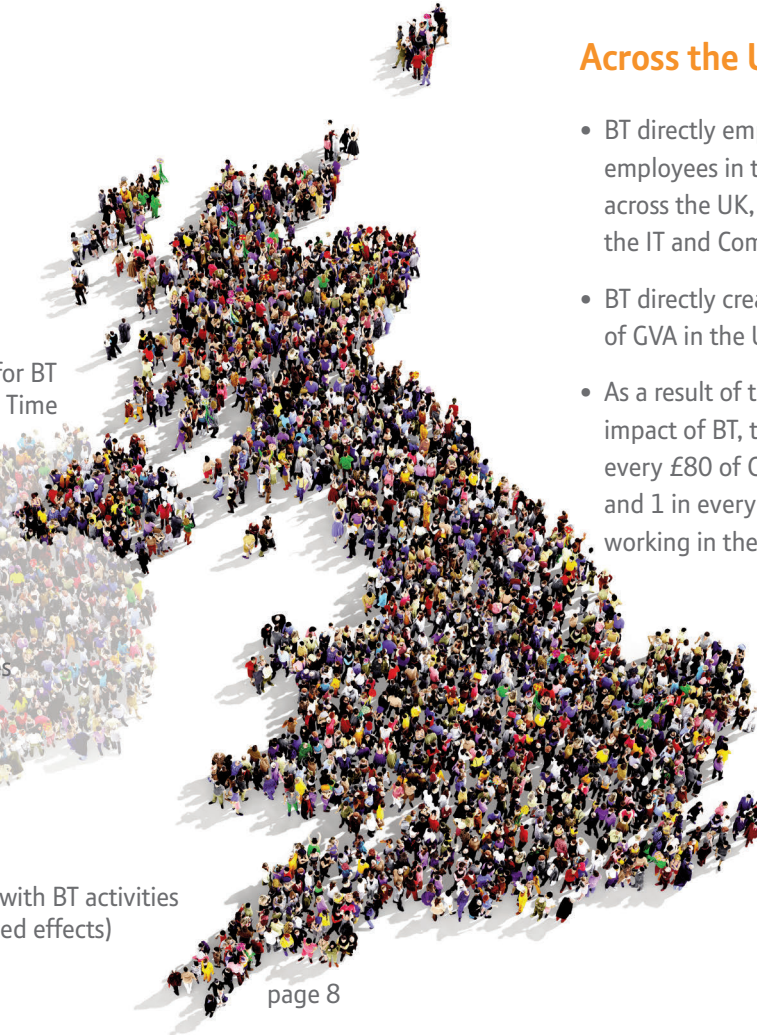 Across the U
• BT directly em
employees in t
across the UK,
the IT and Com
• BT directly crea
of GVA in the U
• As a result of t
impact of BT, t
every £80 of G
and 1 in every
working in the
for BT
Time
s
with BT activities
ed effects)
page 8